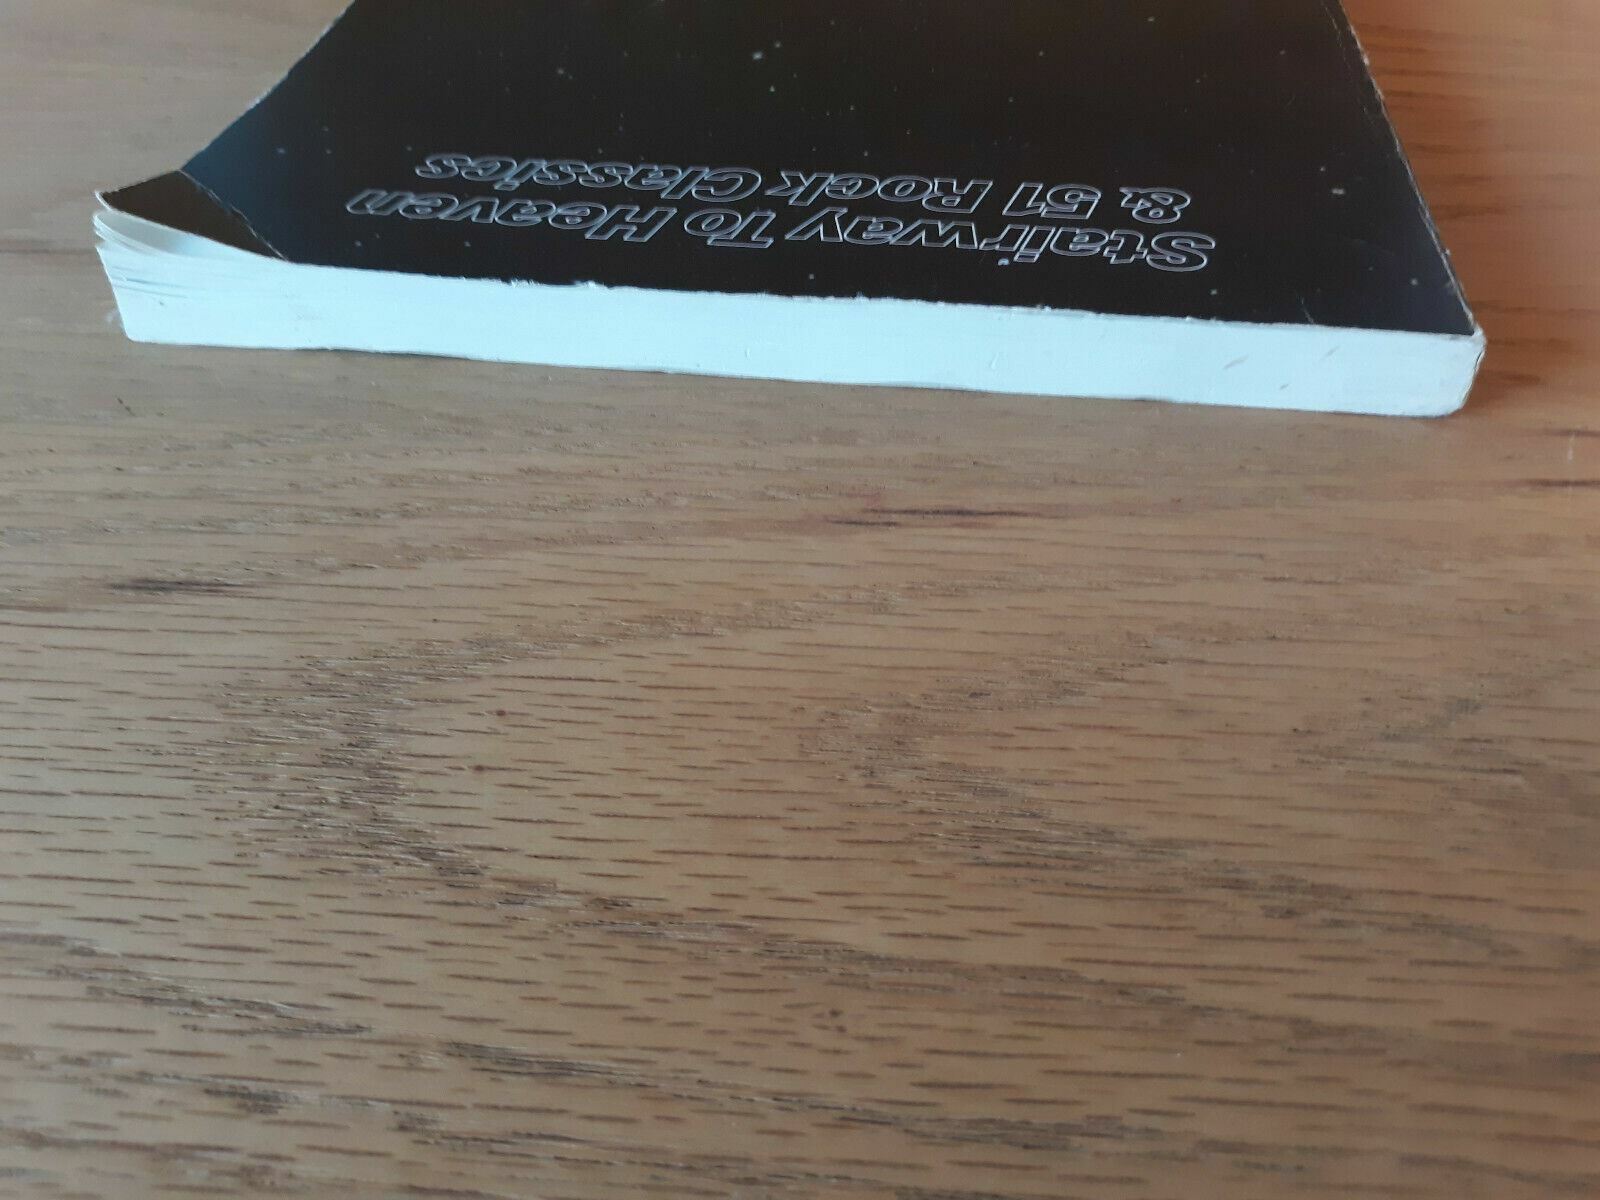 Stairway To Heaven
& 51 Rock Classics